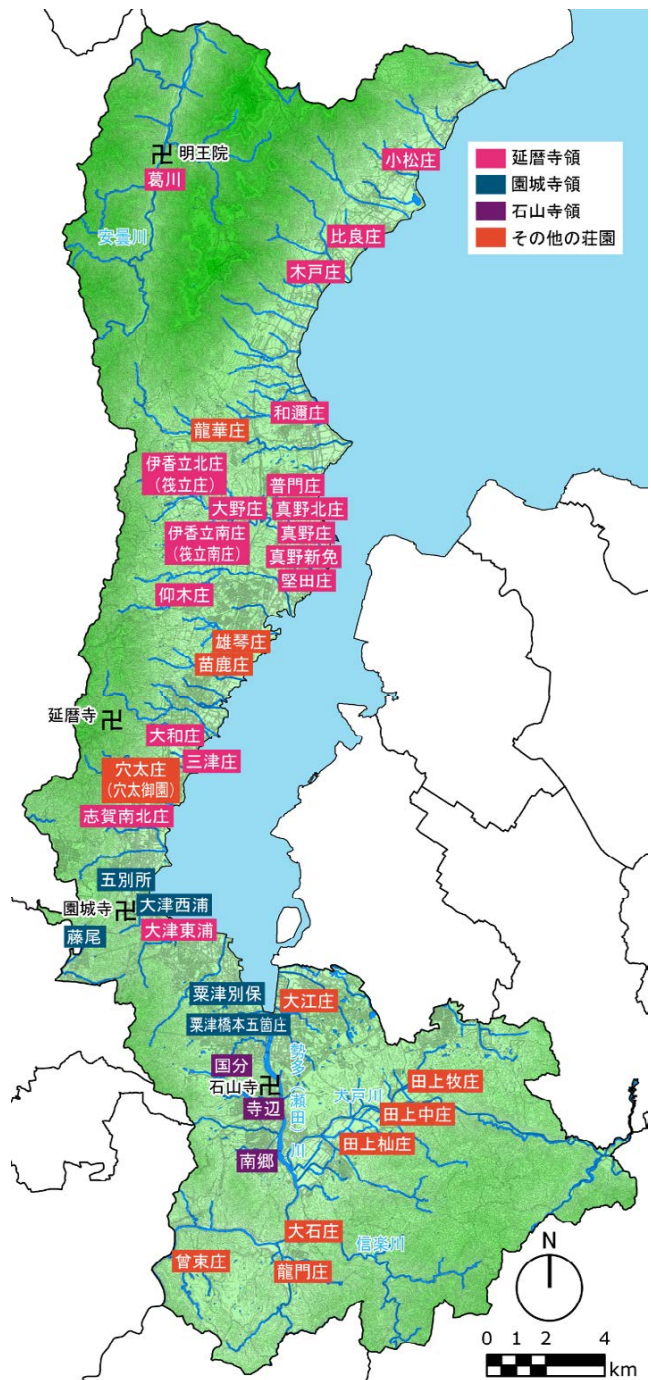 延暦寺領
園城寺領
石山寺領
その他の荘園
明王院
小松庄
葛川
安曇川
比良庄
木戸庄
和邇庄
龍華庄
伊香立北庄
(筏立庄)
普門庄
大野庄
真野北庄
伊香立南庄
(筏立南庄)
真野庄
真野新免
堅田庄
仰木庄
雄琴庄
苗鹿庄
延暦寺
大和庄
三津庄
穴太庄
(穴太御園)
志賀南北庄
五別所
園城寺
大津西浦
藤尾
大津東浦
粟津別保
大江庄
粟津橋本五箇庄
国分
石山寺
勢多(瀬田)川
寺辺
大戸川
田上牧庄
田上中庄
田上杣庄
南郷
大石庄
信楽川
曾束庄
龍門庄
N
0 1 2 4
km